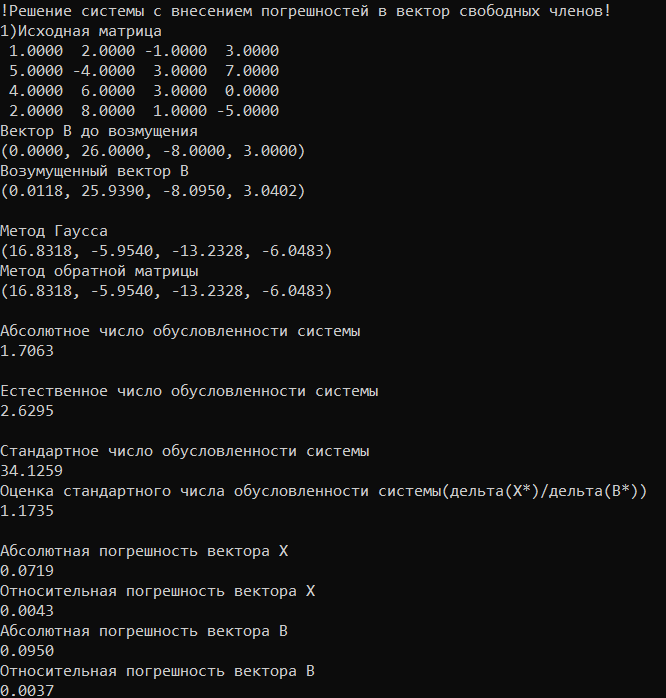 !Решение системы с внесением погрешностей в вектор свободных членов!
1)Исходная матрица
1.0000 2.0000 -1.0000 3.0000
5.0000 -4.0000 3.0000 7.0000
4.0000 6.0000 3.0000 0.0000
2.0000 8.0000 1.0000 -5.0000
Вектор B до возмущения
(0.0000, 26.0000, -8.0000, 3.0000)
Возумущенный вектор B
(0.0118, 25.9390, -8.0950, 3.0402)
Метод Гаусса
(16.8318, -5.9540, -13.2328, -6.0483)
Метод обратной матрицы
(16.8318, -5.9540, -13.2328, -6.0483)
Абсолютное число обусловленности системы
1.7063
Естественное число обусловленности системы
2.6295
Стандартное число обусловленности системы
34.1259
Оценка стандартного числа обусловленности системы(дельта(X*)/дельта(B*))
1.1735
Абсолютная погрешность вектора X
0.0719
Относительная погрешность вектора X
0.0043
Абсолютная погрешность вектора B
0.0950
Относительная погрешность вектора B
0.0037